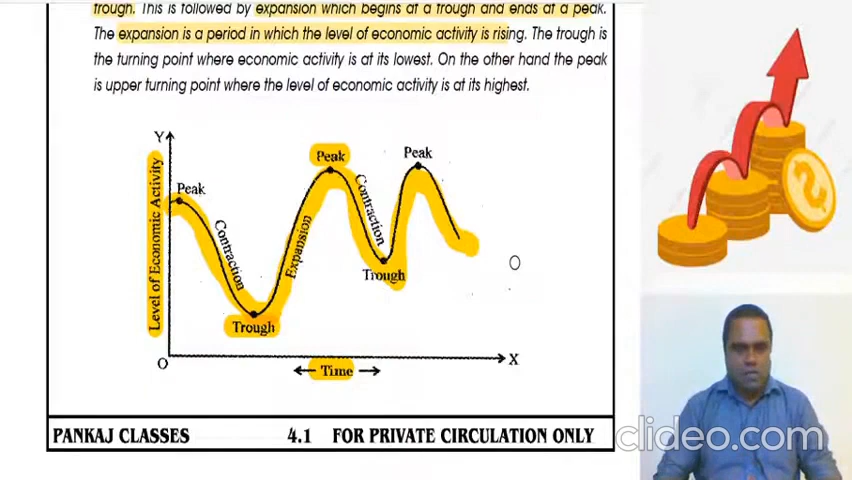 trough. This is followed by expansion which begins at a trough and ends at a peak.
The expansion is a period in which the level of economic activity is rising. The trough is
the turning point where economic activity is at its lowest. On the other hand the peak
is upper turning point where the level of economic activity is at its highest.
Y
Peak
Peak
Peak
Level of Economic Activity
Contraction
Expansion
Contraction
Trough
Trough
O
X
Time
PANKAJ CLASSES 4.1 FOR PRIVATE CIRCULATION ONLY
clideo.com